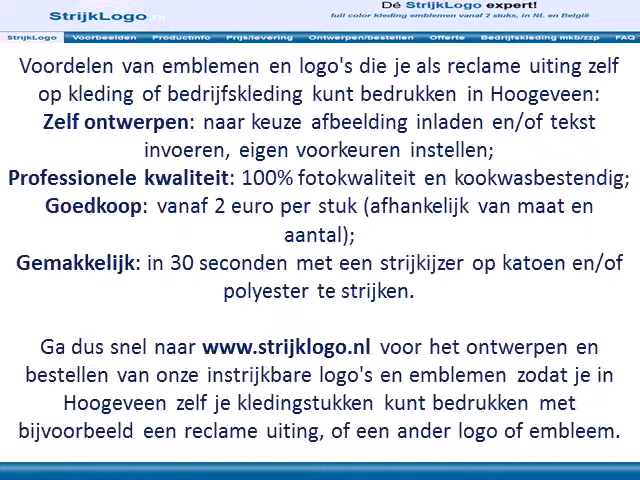 StrijkLogo.nl
Dé StrijkLogo expert!
full color kleding emblemen vanaf 2 stuks, in NL en België
StrijkLogo Voorbeelden Productinfo Prijs/levering Ontwerpen/bestellen Offerte Bedrijfskleding mkb/zzp FAQ
Voordelen van emblemen en logo's die je als reclame uiting zelf
op kleding of bedrijfskleding kunt bedrukken in Hoogeveen:
Zelf ontwerpen: naar keuze afbeelding inladen en/of tekst
invoeren, eigen voorkeuren instellen;
Professionele kwaliteit: 100% fotokwaliteit en kookwasbestendig;
Goedkoop: vanaf 2 euro per stuk (afhankelijk van maat en
aantal);
Gemakkelijk: in 30 seconden met een strijkijzer op katoen en/of
polyester te strijken.
Ga dus snel naar www.strijklogo.nl voor het ontwerpen en
bestellen van onze instrijkbare logo's en emblemen zodat je in
Hoogeveen zelf je kledingstukken kunt bedrukken met
bijvoorbeeld een reclame uiting, of een ander logo of embleem.